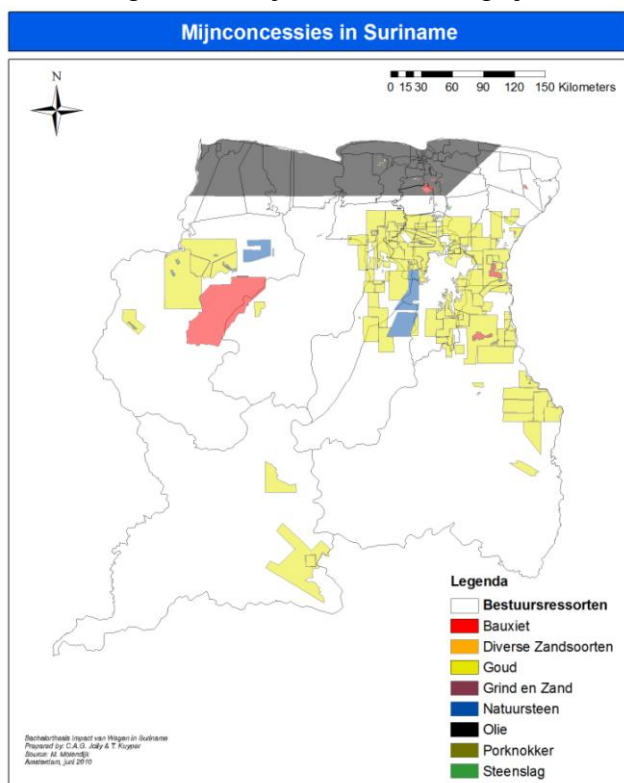 Mijnconcessies in Suriname
N
0 15 30 60 90 120 150 Kilometers
Legenda
Bestuursressorten
Bauxiet
Diverse Zandsoorten
Goud
Grind en Zand
Natuursteen
Olie
Porknokker
Steenslag
Bachelorthesis Impact van Wegen in Suriname
Prepared by: C.A.G. Jolly & T. Kuyper
Source: M. Molendijk
Amsterdam, juni 2010